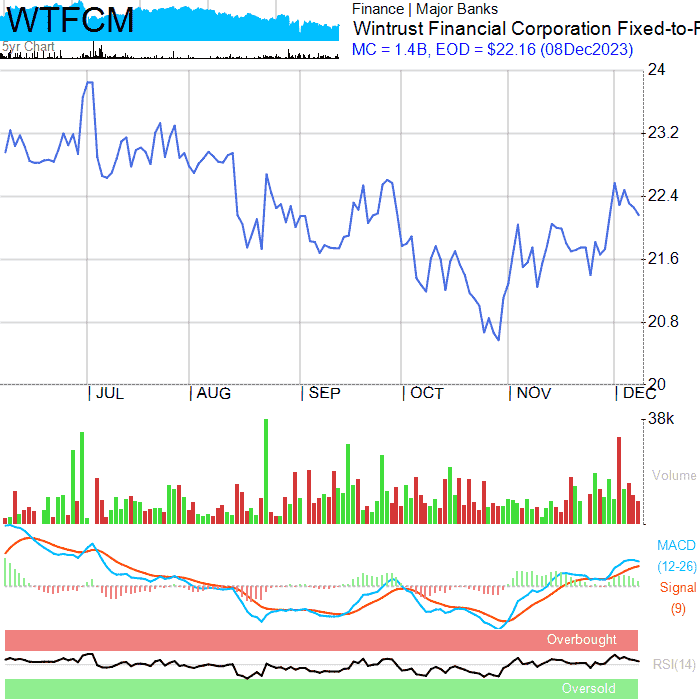 WTFCM
5yr Chart
Finance | Major Banks
Wintrust Financial Corporation Fixed-to-F
MC = 1.4B, EOD = $22.16 (08Dec2023)
24
23.2
22.4
21.6
20.8
20
| JUL
| AUG
| SEP
| OCT
| NOV
| DEC
38k
Volume
MACD
(12-26)
Signal
(9)
Overbought
RSI(14)
Oversold